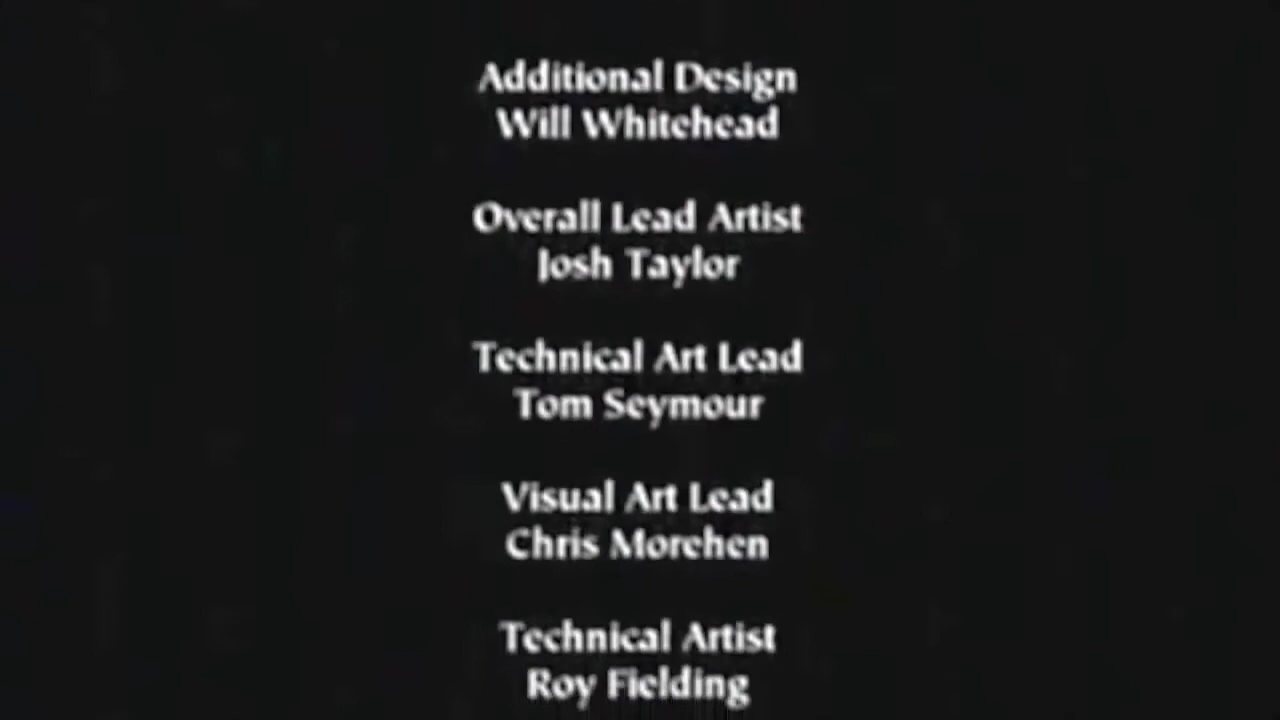 Additional Design
Will Whitehead
Overall Lead Artist
Josh Taylor
Technical Art Lead
Tom Seymour
Visual Art Lead
Chris Morehen
Technical Artist
Roy Fielding